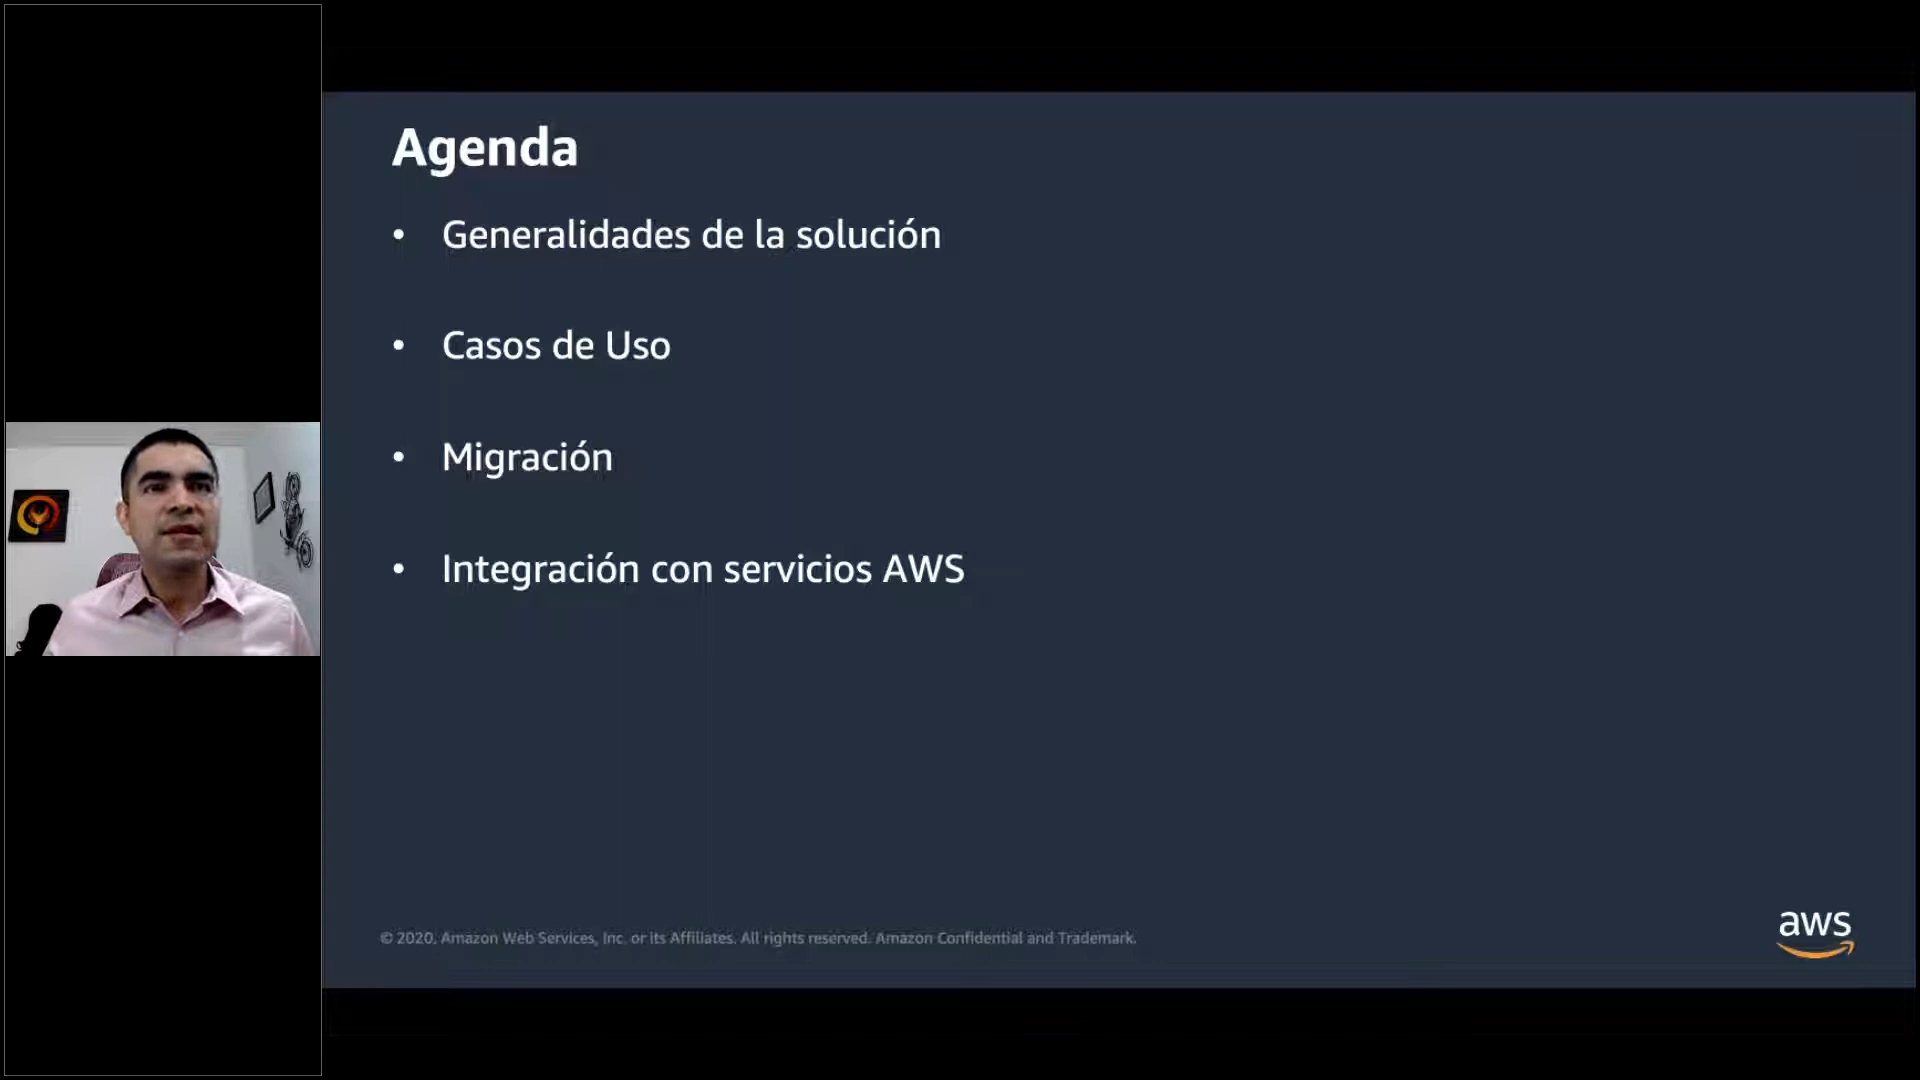 Agenda
• Generalidades de la solución
• Casos de Uso
• Migración
• Integración con servicios AWS
© 2020, Amazon Web Services, Inc. or its Affiliates. All rights reserved. Amazon Confidential and Trademark.
aws